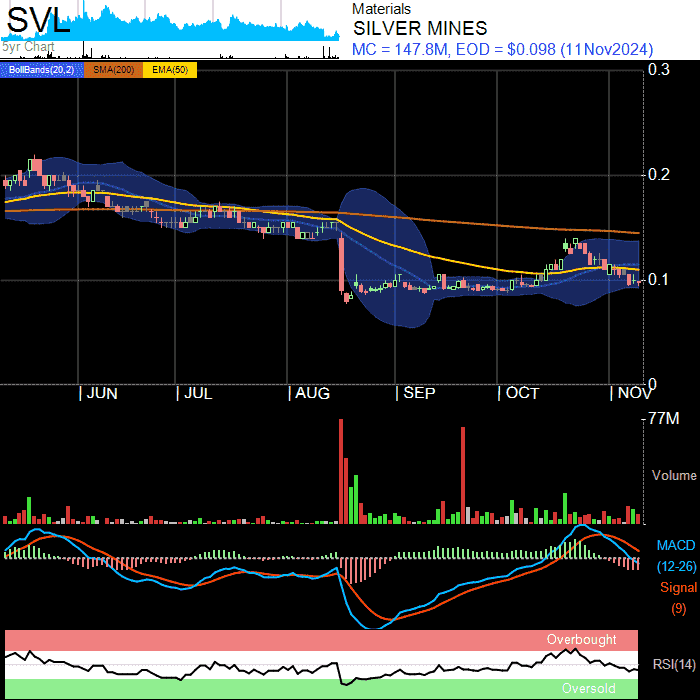 SVL
5yr Chart
Materials
SILVER MINES
MC = 147.8M, EOD = $0.098 (11Nov2024)
BollBands(20,2) SMA(200) EMA(50)
0.3
0.2
0.1
0
JUN JUL AUG SEP OCT NOV
77M
Volume
MACD
(12-26)
Signal
(9)
Overbought
RSI(14)
Oversold